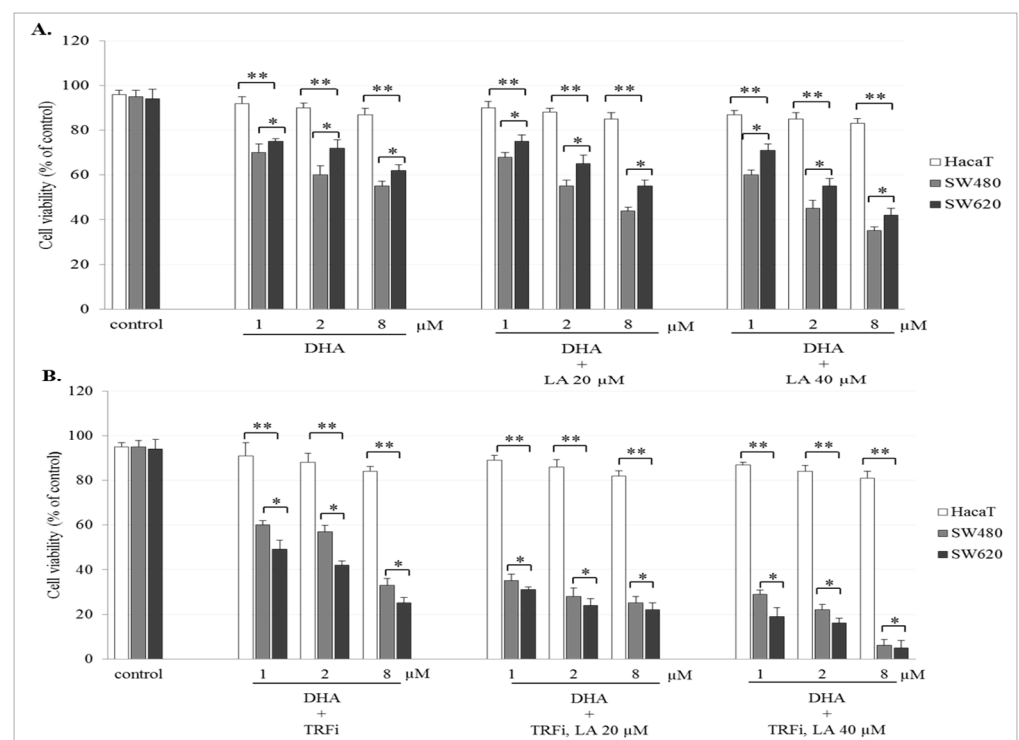 A.
120
100
80
60
40
20
0
Cell viability (% of control)
** ** ** ** ** ** ** ** **
* * * * * * * * *
HacaT
SW480
SW620
control 1 2 8 µM 1 2 8 µM 1 2 8 µM
DHA DHA DHA
+ +
LA 20 µM LA 40 µM
B.
120
100
80
60
40
20
0
Cell viability (% of control)
** ** ** ** ** ** ** ** **
* * * * * * * * *
HacaT
SW480
SW620
control 1 2 8 µM 1 2 8 µM 1 2 8 µM
DHA DHA DHA
+ + +
TRFi TRFi, LA 20 µM TRFi, LA 40 µM